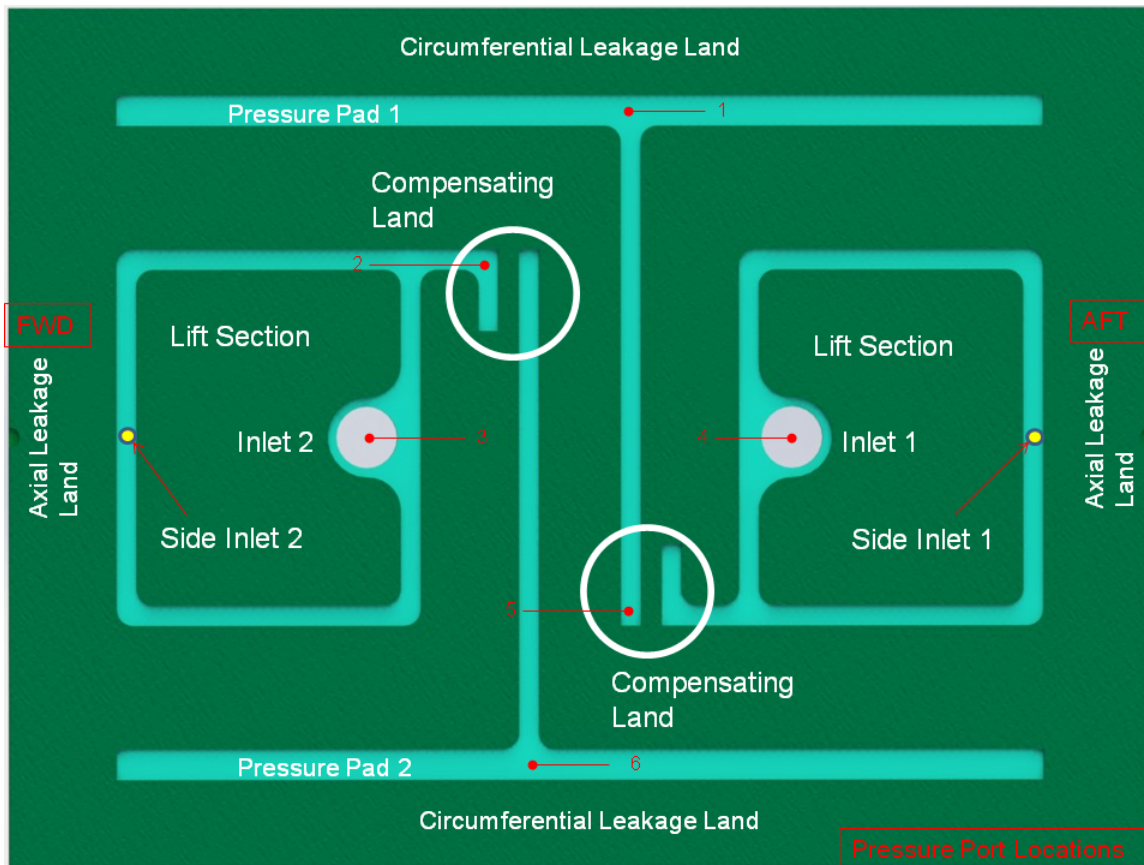 Circumferential Leakage Land
Pressure Pad 1
1
Compensating
Land
2
FWD
AFT
Lift Section
Lift Section
Axial Leakage
Land
Axial Leakage
Land
Inlet 2
3
4
Inlet 1
Side Inlet 2
Side Inlet 1
5
Compensating
Land
Pressure Pad 2
6
Circumferential Leakage Land
Pressure Port Locations